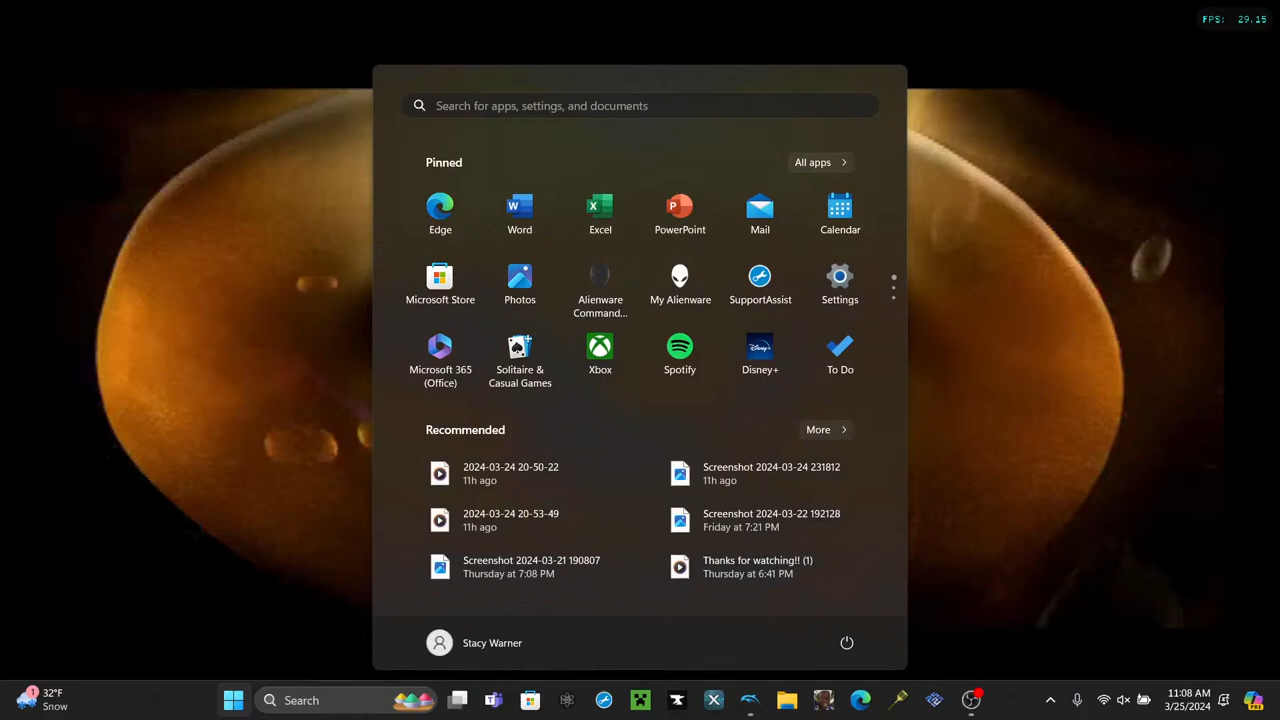 FPS: 29.15
Search for apps, settings, and documents
Pinned
All apps
Edge
Word
Excel
PowerPoint
Mail
Calendar
Microsoft Store
Photos
Alienware
Command...
My Alienware
SupportAssist
Settings
Microsoft 365
(Office)
Solitaire &
Casual Games
Xbox
Spotify
Disney+
To Do
Recommended
More
2024-03-24 20-50-22
11h ago
Screenshot 2024-03-24 231812
11h ago
2024-03-24 20-53-49
11h ago
Screenshot 2024-03-22 192128
Friday at 7:21 PM
Screenshot 2024-03-21 190807
Thursday at 7:08 PM
Thanks for watching!! (1)
Thursday at 6:41 PM
Stacy Warner
1
32°F
Snow
Search
11:08 AM
3/25/2024
PRE